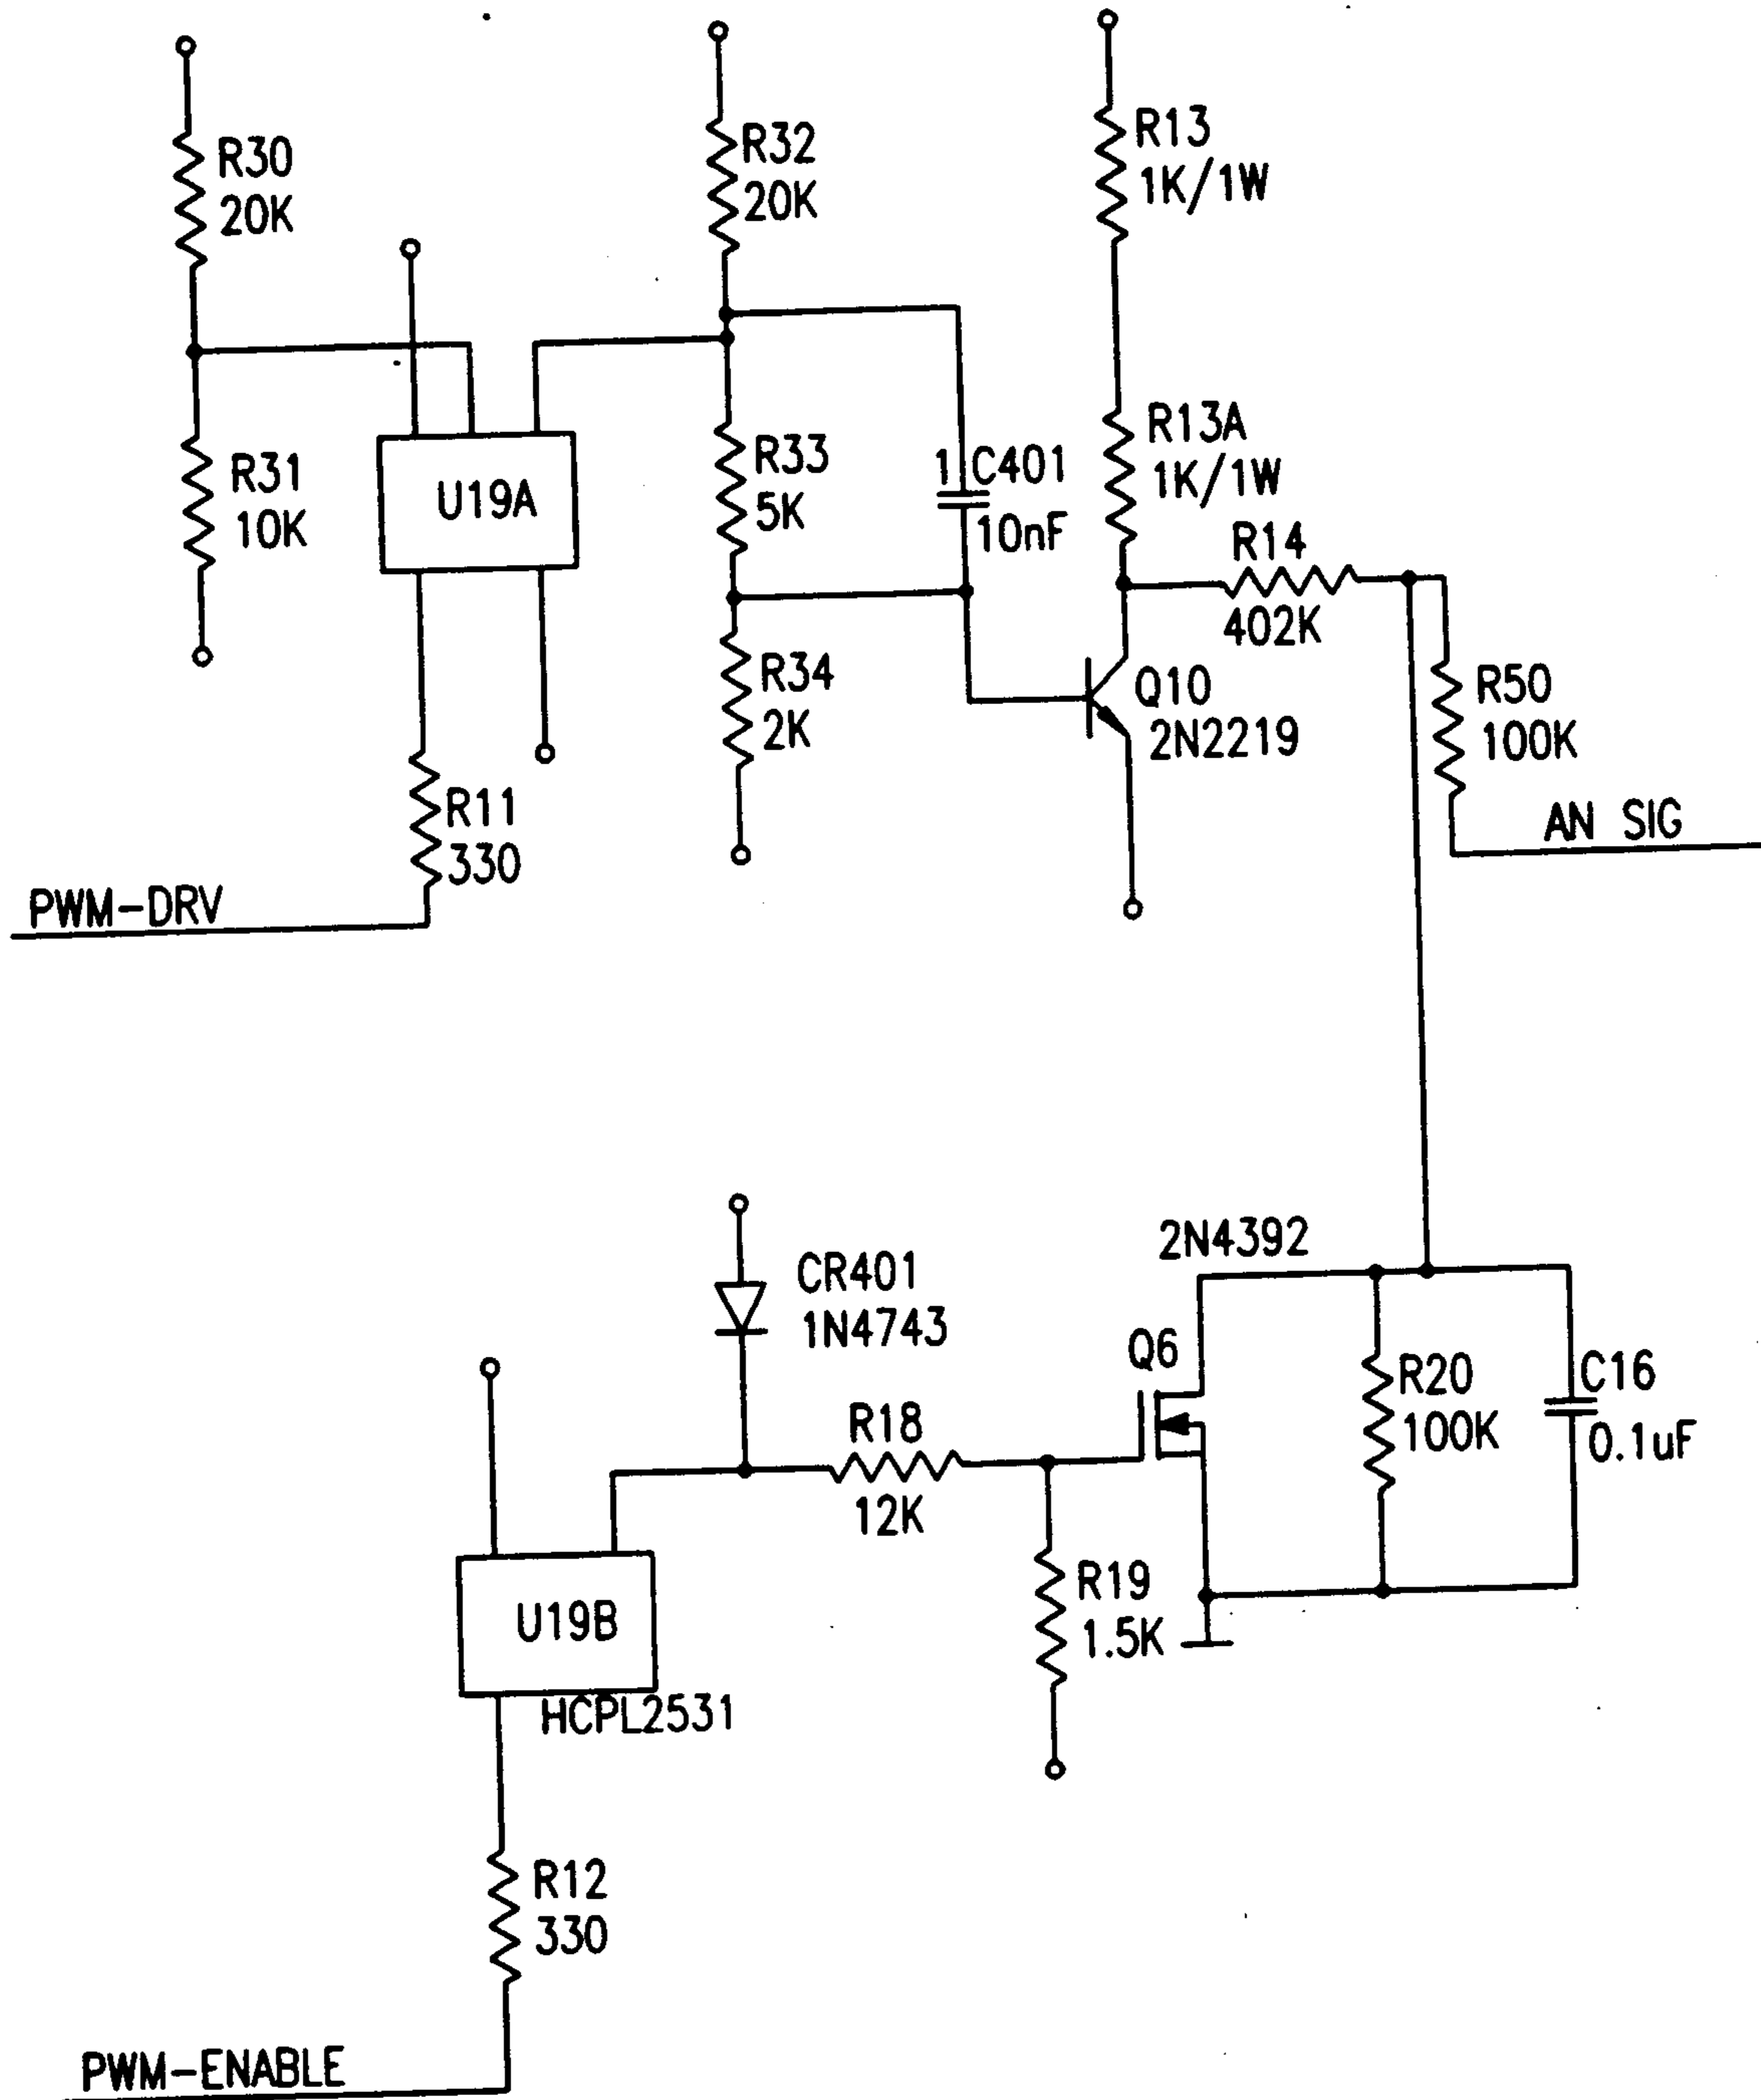 R30
20K
R32
20K
R13
1K/1W
R31
10K
U19A
R33
5K
1 C401
10nF
R13A
1K/1W
R14
402K
R34
2K
Q10
2N2219
R50
100K
R11
330
AN SIG
PWM-DRV
2N4392
CR401
1N4743
Q6
R20
100K
C16
0.1uF
R18
12K
R19
1.5K
U19B
HCPL2531
R12
330
PWM-ENABLE